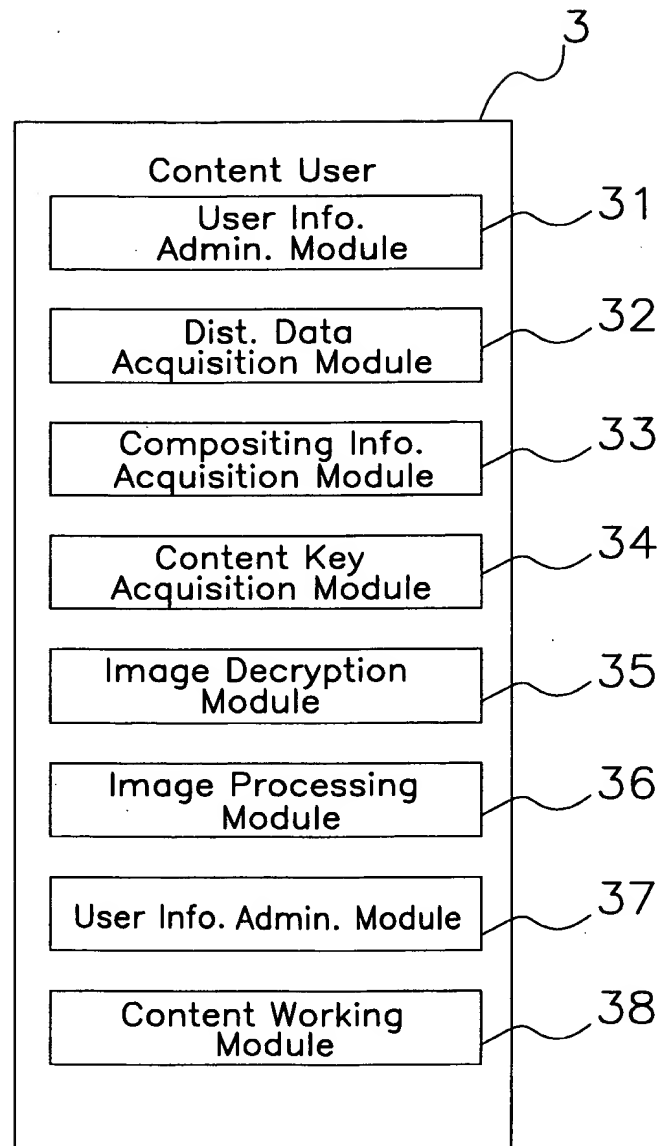 3
Content User
User Info.
Admin. Module
31
Dist. Data
Acquisition Module
32
Compositing Info.
Acquisition Module
33
Content Key
Acquisition Module
34
Image Decryption
Module
35
Image Processing
Module
36
User Info. Admin. Module
37
Content Working
Module
38